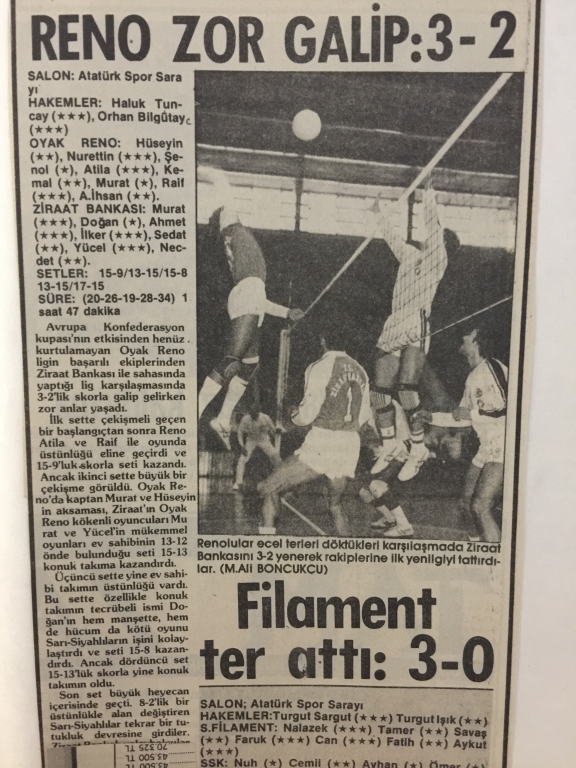 RENO ZOR GALİP:3-2
SALON: Atatürk Spor Sara
yı
HAKEMLER: Haluk Tun-
cay (★★★), Orhan Bilgûtay
(★★★)
OYAK RENO: Hüseyin
(★★), Nurettin (★★★), Şe-
nol (★), Atila (★★★), Ke-
mal (★★), Murat (★), Raif
(★★★), A.İhsan (★★).
ZİRAAT BANKASI: Murat
(★★★), Doğan (★), Ahmet
(★★★), İlker (★★★), Sedat
(★★), Yücel (★★★), Nec-
det (★★).
SETLER: 15-9/13-15/15-8
13-15/17-15
SÜRE: (20-26-19-28-34) 1
saat 47 dakika
Avrupa Konfederasyon
kupası'nın etkisinden henüz
kurtulamayan Oyak Reno
ligin başarılı ekiplerinden
Ziraat Bankası ile sahasında
yaptığı lig karşılaşmasında
3-2'lik skorla galip gelirken
zor anlar yaşadı.
İlk sette çekişmeli geçen
bir başlangıçtan sonra Reno
Atila ve Raif ile oyunda
üstünlüğü eline geçirdi ve
15-9'luk skorla seti kazandı.
Ancak ikinci sette büyük bir
çekişme görüldü. Oyak Re-
no'da kaptan Murat ve Hüseyin
in aksaması, Ziraat'ın Oyak
Reno kökenli oyuncuları Mu
rat ve Yücel'in mükemmel
oyunları ev sahibinin 13-12
önde bulunduğu seti 15-13
konuk takıma kazandırdı.
Üçüncü sette yine ev sahi
bi takımın üstünlüğü vardı.
Bu sette özellikle konuk
takımın tecrübeli ismi Do-
ğan'ın hem manşette, hem
de hücum da kötü oyunu
Sarı-Siyahlıların işini kolay-
laştırdı ve seti 15-8 kazan-
dırdı. Ancak dördüncü set
15-13'lük skorla yine konuk
takımın oldu.
Son set büyük heyecan
içerisinde geçti. 8-2'lik bir
üstünlükle alan değiştiren
Sarı-Siyahlılar tekrar bir tu-
tukluk devresine girdiler.
Renolular ecel terleri döktükleri karşılaşmada Ziraat
Bankasını 3-2 yenerek rakiplerine ilk yenilgiyi tattırdı-
lar. (M.Ali BONCUKÇU)
Filament
ter attı: 3-0
SALON; Atatürk Spor Sarayı
HAKEMLER:Turgut Sargut (★★★) Turgut Işık (★★)
S.FİLAMENT: Nalazek (★★★) Tamer (★★) Savaş
(★★) Faruk (★★★) Can (★★★) Fatih (★★) Aykut
(★★★)
SSK: Nuh (★) Cemil (★★) Ayhan (★) Ömer (★)